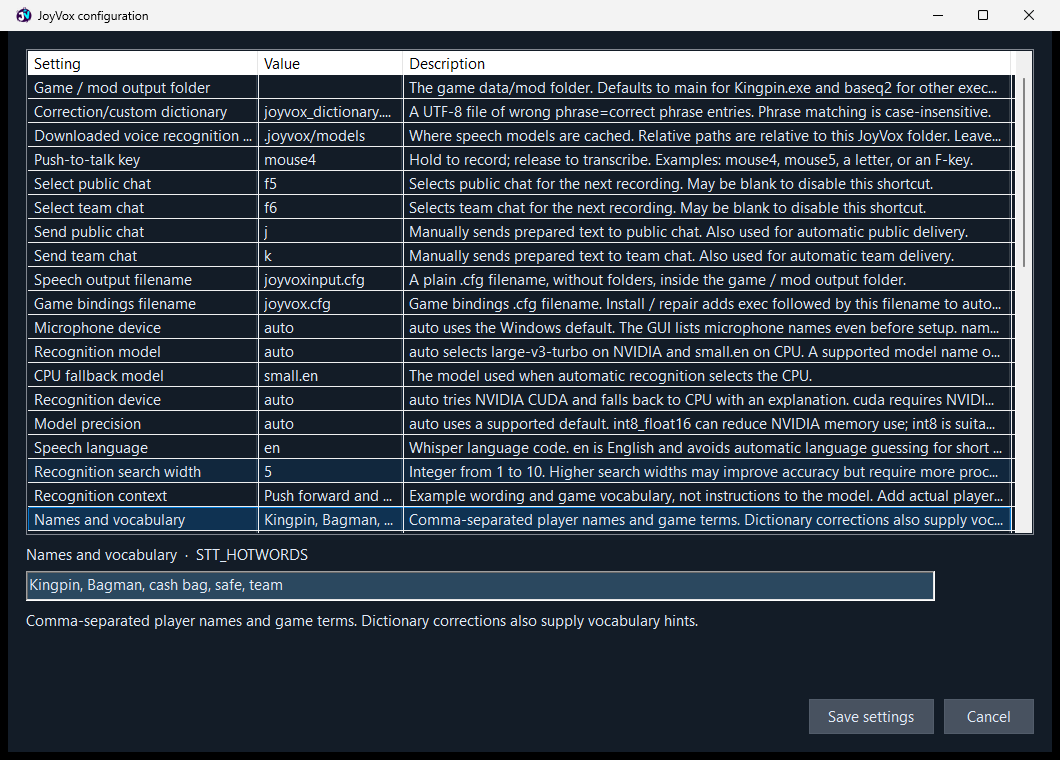 JoyVox configuration
Setting Value Description
Game / mod output folder The game data/mod folder. Defaults to main for Kingpin.exe and baseq2 for other exec...
Correction/custom dictionary joyvox_dictionary.... A UTF-8 file of wrong phrase=correct phrase entries. Phrase matching is case-insensitive.
Downloaded voice recognition ... .joyvox/models Where speech models are cached. Relative paths are relative to this JoyVox folder. Leave...
Push-to-talk key mouse4 Hold to record; release to transcribe. Examples: mouse4, mouse5, a letter, or an F-key.
Select public chat f5 Selects public chat for the next recording. May be blank to disable this shortcut.
Select team chat f6 Selects team chat for the next recording. May be blank to disable this shortcut.
Send public chat j Manually sends prepared text to public chat. Also used for automatic public delivery.
Send team chat k Manually sends prepared text to team chat. Also used for automatic team delivery.
Speech output filename joyvoxinput.cfg A plain .cfg filename, without folders, inside the game / mod output folder.
Game bindings filename joyvox.cfg Game bindings .cfg filename. Install / repair adds exec followed by this filename to auto...
Microphone device auto auto uses the Windows default. The GUI lists microphone names even before setup. nam...
Recognition model auto auto selects large-v3-turbo on NVIDIA and small.en on CPU. A supported model name o...
CPU fallback model small.en The model used when automatic recognition selects the CPU.
Recognition device auto auto tries NVIDIA CUDA and falls back to CPU with an explanation. cuda requires NVIDI...
Model precision auto auto uses a supported default. int8_float16 can reduce NVIDIA memory use; int8 is suita...
Speech language en Whisper language code. en is English and avoids automatic language guessing for short ...
Recognition search width 5 Integer from 1 to 10. Higher search widths may improve accuracy but require more proc...
Recognition context Push forward and ... Example wording and game vocabulary, not instructions to the model. Add actual player...
Names and vocabulary Kingpin, Bagman, ... Comma-separated player names and game terms. Dictionary corrections also supply voc...
Names and vocabulary · STT_HOTWORDS
Kingpin, Bagman, cash bag, safe, team
Comma-separated player names and game terms. Dictionary corrections also supply vocabulary hints.
Save settings Cancel